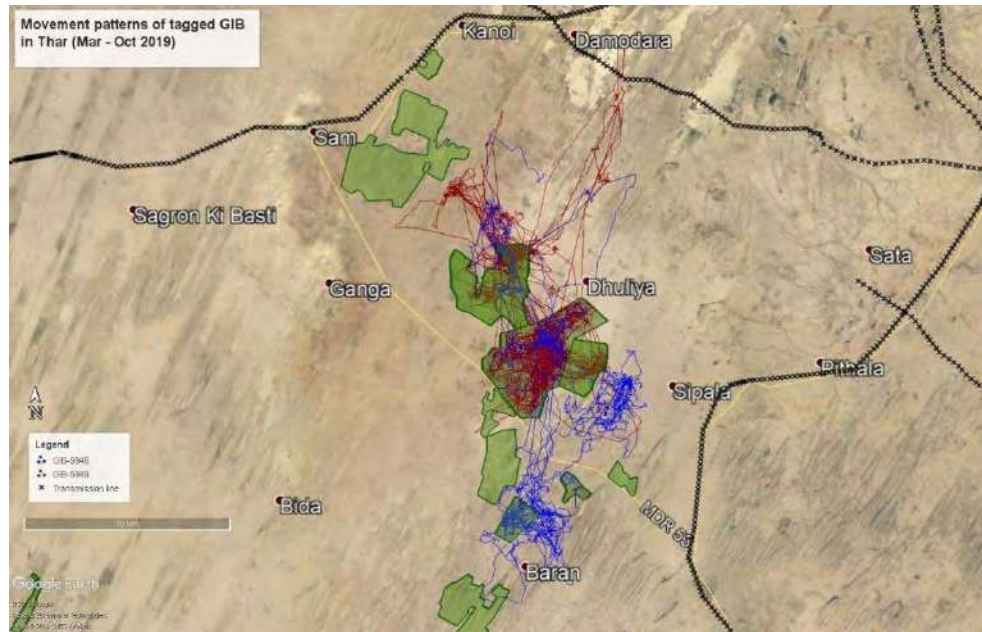 Movement patterns of tagged GIB
in Thar (Mar - Oct 2019)
Kanoi
Damodara
Sam
Sagron Ki Basti
Sata
Ganga
Dhuliya
Pithala
Sipala
N
Legend
Transmission line
Bida
MDR 53
Baran
Google Earth